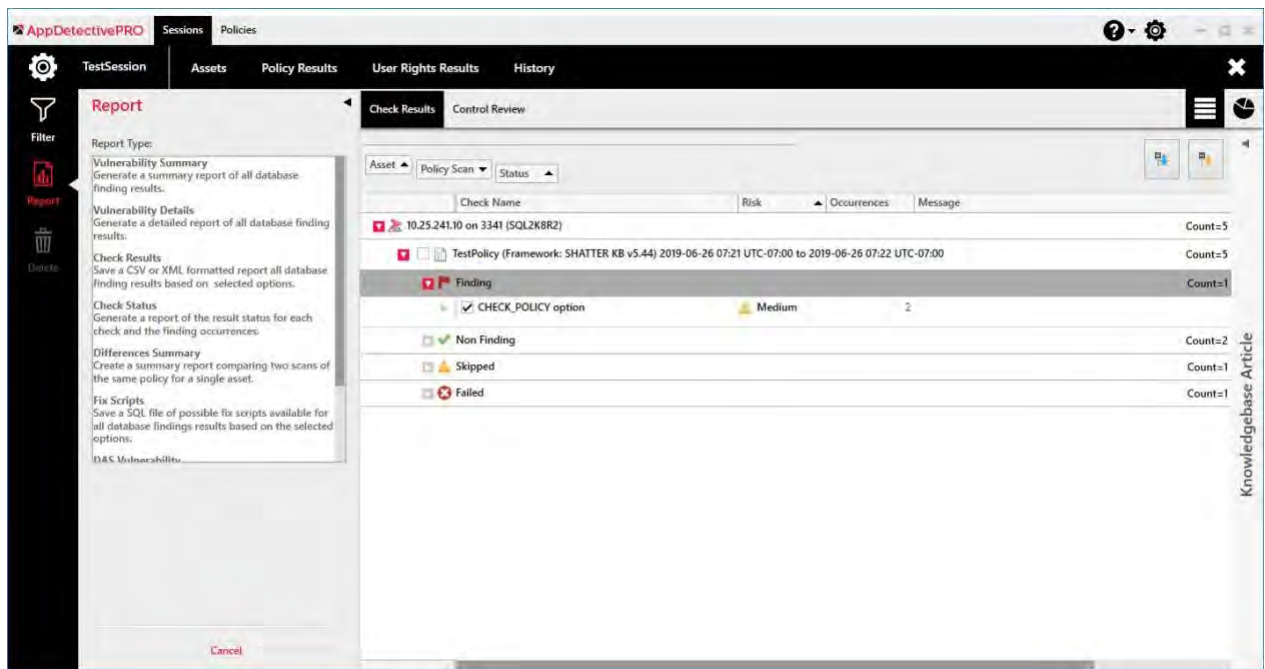 AppDetectivePRO Sessions Policies
TestSession Assets Policy Results User Rights Results History
Filter
Report
Delete
Report
Report Type:
Vulnerability Summary
Generate a summary report of all database
finding results.
Vulnerability Details
Generate a detailed report of all database finding
results.
Check Results
Save a CSV or XML formatted report all database
finding results based on selected options.
Check Status
Generate a report of the result status for each
check and the finding occurrences.
Differences Summary
Create a summary report comparing two scans of
the same policy for a single asset.
Fix Scripts
Save a SQL file of possible fix scripts available for
all database findings results based on the selected
options.
DAS Vulnerability
Cancel
Check Results Control Review
Asset Policy Scan Status
Check Name Risk Occurrences Message
10.25.241.10 on 3341 (SQL2K8R2) Count=5
TestPolicy (Framework: SHATTER KB v5.44) 2019-06-26 07:21 UTC-07:00 to 2019-06-26 07:22 UTC-07:00 Count=5
Finding Count=1
CHECK_POLICY option Medium 2
Non Finding Count=2
Skipped Count=1
Failed Count=1
Knowledgebase Article